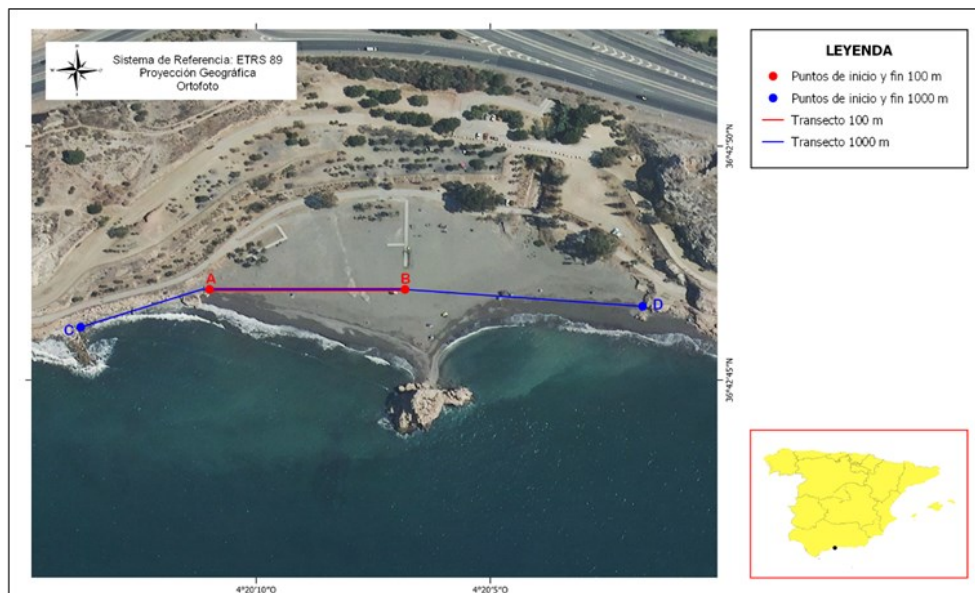 Sistema de Referencia: ETRS 89
Proyección Geográfica
Ortofoto
LEYENDA
Puntos de inicio y fin 100 m
Puntos de inicio y fin 1000 m
Transecto 100 m
Transecto 1000 m
A
B
C
D
36°42'50"N
36°42'45"N
4°20'10"O
4°20'5"O